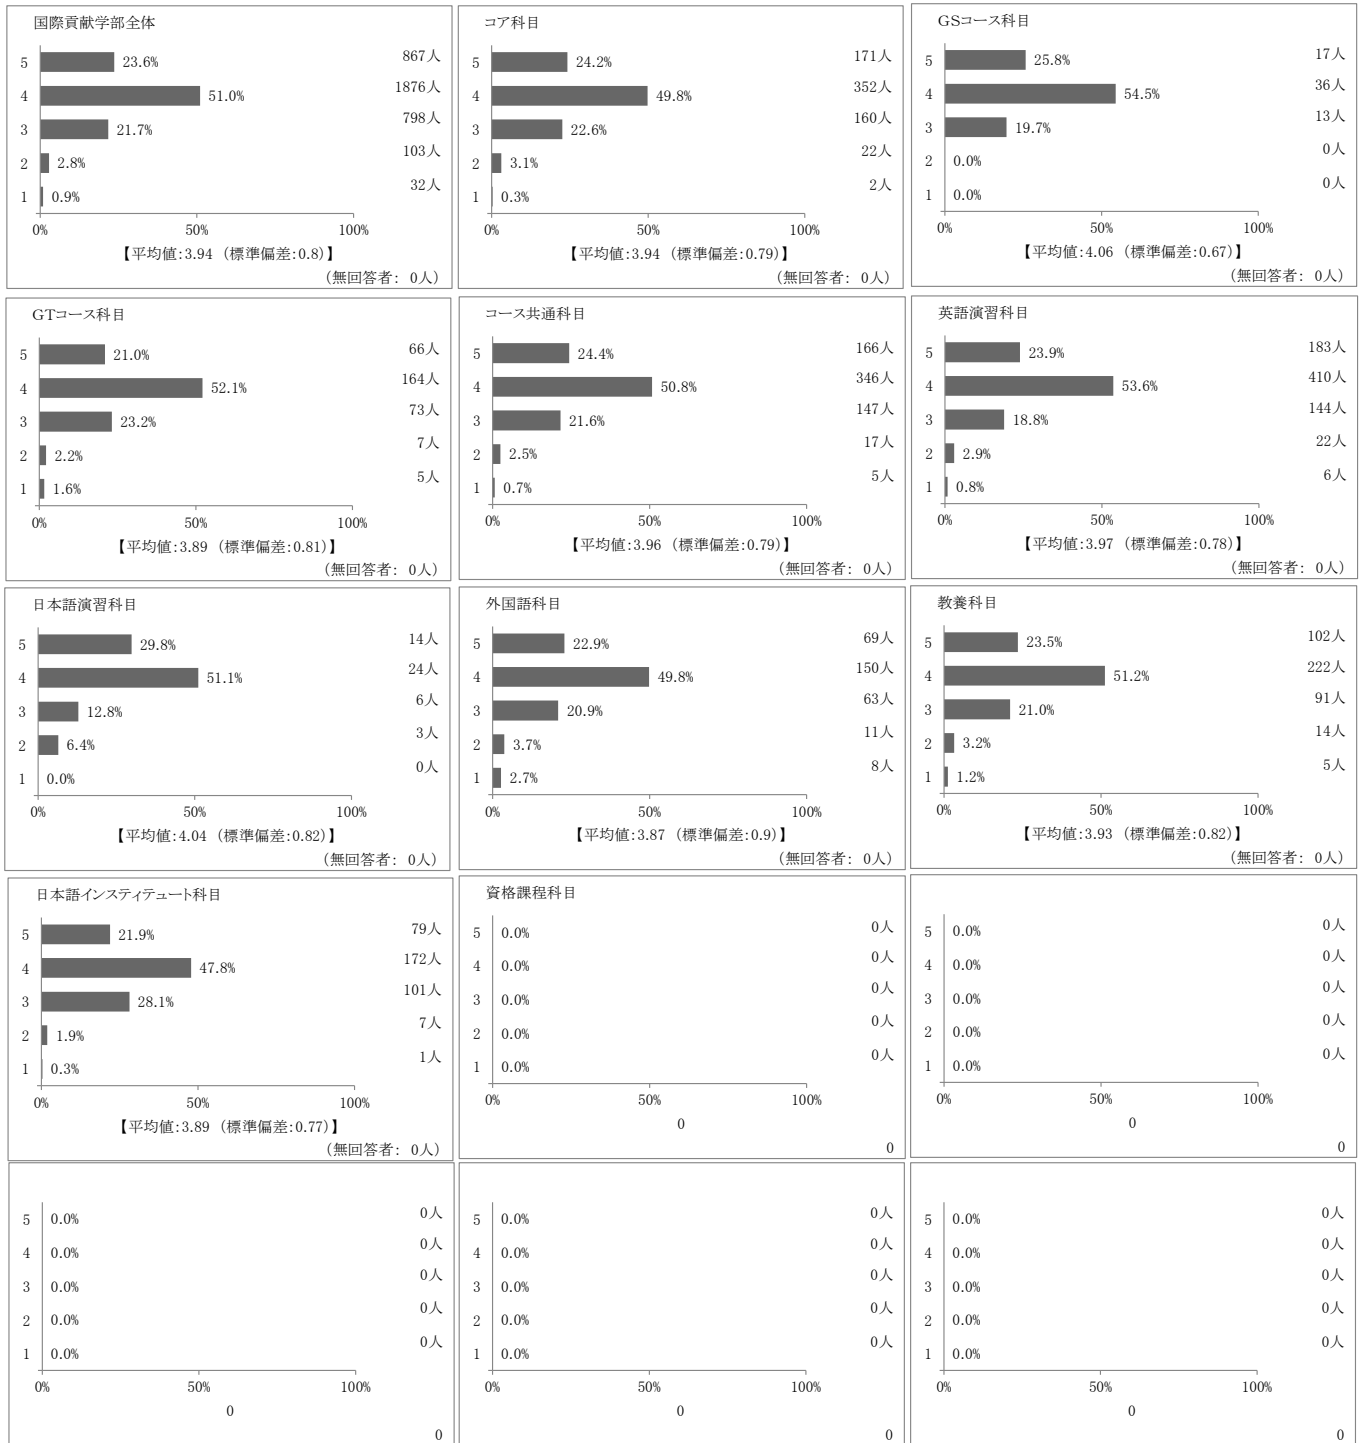 国際貢献学部全体
5 23.6% 867人
4 51.0% 1876人
3 21.7% 798人
2 2.8% 103人
1 0.9% 32人
0% 50% 100%
【平均値:3.94 (標準偏差:0.8)】
(無回答者: 0人)
コア科目
5 24.2% 171人
4 49.8% 352人
3 22.6% 160人
2 3.1% 22人
1 0.3% 2人
0% 50% 100%
【平均値:3.94 (標準偏差:0.79)】
(無回答者: 0人)
GSコース科目
5 25.8% 17人
4 54.5% 36人
3 19.7% 13人
2 0.0% 0人
1 0.0% 0人
0% 50% 100%
【平均値:4.06 (標準偏差:0.67)】
(無回答者: 0人)
GTコース科目
5 21.0% 66人
4 52.1% 164人
3 23.2% 73人
2 2.2% 7人
1 1.6% 5人
0% 50% 100%
【平均値:3.89 (標準偏差:0.81)】
(無回答者: 0人)
コース共通科目
5 24.4% 166人
4 50.8% 346人
3 21.6% 147人
2 2.5% 17人
1 0.7% 5人
0% 50% 100%
【平均値:3.96 (標準偏差:0.79)】
(無回答者: 0人)
英語演習科目
5 23.9% 183人
4 53.6% 410人
3 18.8% 144人
2 2.9% 22人
1 0.8% 6人
0% 50% 100%
【平均値:3.97 (標準偏差:0.78)】
(無回答者: 0人)
日本語演習科目
5 29.8% 14人
4 51.1% 24人
3 12.8% 6人
2 6.4% 3人
1 0.0% 0人
0% 50% 100%
【平均値:4.04 (標準偏差:0.82)】
(無回答者: 0人)
外国語科目
5 22.9% 69人
4 49.8% 150人
3 20.9% 63人
2 3.7% 11人
1 2.7% 8人
0% 50% 100%
【平均値:3.87 (標準偏差:0.9)】
(無回答者: 0人)
教養科目
5 23.5% 102人
4 51.2% 222人
3 21.0% 91人
2 3.2% 14人
1 1.2% 5人
0% 50% 100%
【平均値:3.93 (標準偏差:0.82)】
(無回答者: 0人)
日本語インスティテュート科目
5 21.9% 79人
4 47.8% 172人
3 28.1% 101人
2 1.9% 7人
1 0.3% 1人
0% 50% 100%
【平均値:3.89 (標準偏差:0.77)】
(無回答者: 0人)
資格課程科目
5 0.0% 0人
4 0.0% 0人
3 0.0% 0人
2 0.0% 0人
1 0.0% 0人
0% 50% 100%
0
0
5 0.0% 0人
4 0.0% 0人
3 0.0% 0人
2 0.0% 0人
1 0.0% 0人
0% 50% 100%
0
0
5 0.0% 0人
4 0.0% 0人
3 0.0% 0人
2 0.0% 0人
1 0.0% 0人
0% 50% 100%
0
0
5 0.0% 0人
4 0.0% 0人
3 0.0% 0人
2 0.0% 0人
1 0.0% 0人
0% 50% 100%
0
0
5 0.0% 0人
4 0.0% 0人
3 0.0% 0人
2 0.0% 0人
1 0.0% 0人
0% 50% 100%
0
0